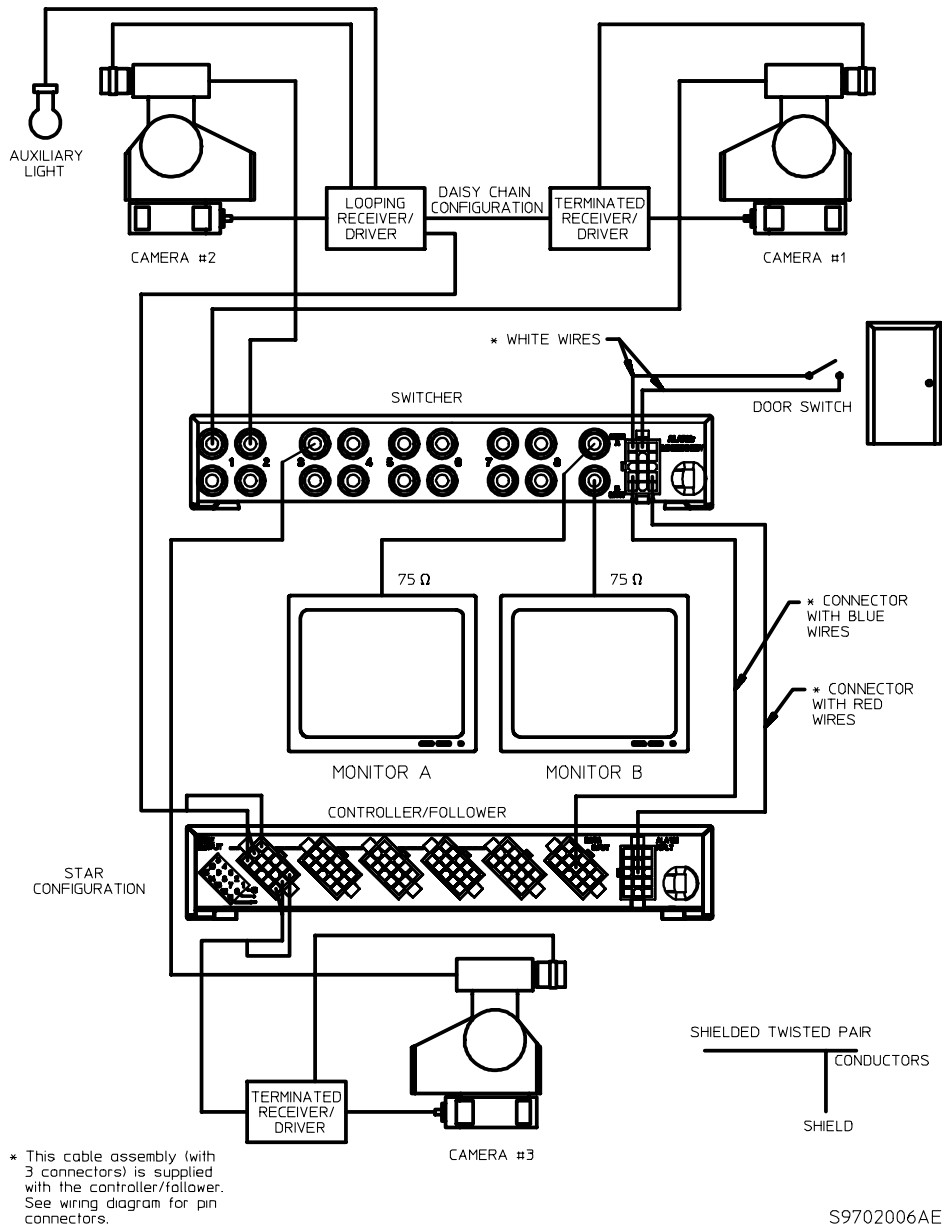 AUXILIARY
LIGHT
CAMERA #2
LOOPING
RECEIVER/
DRIVER
DAISY CHAIN
CONFIGURATION
TERMINATED
RECEIVER/
DRIVER
CAMERA #1
* WHITE WIRES
DOOR SWITCH
SWITCHER
1
2
3
4
5
6
7
8
75 Ω
75 Ω
* CONNECTOR
WITH BLUE
WIRES
* CONNECTOR
WITH RED
WIRES
MONITOR A
MONITOR B
CONTROLLER/FOLLOWER
STAR
CONFIGURATION
TERMINATED
RECEIVER/
DRIVER
CAMERA #3
SHIELDED TWISTED PAIR
CONDUCTORS
SHIELD
* This cable assembly (with
3 connectors) is supplied
with the controller/follower.
See wiring diagram for pin
connectors.
S9702006AE